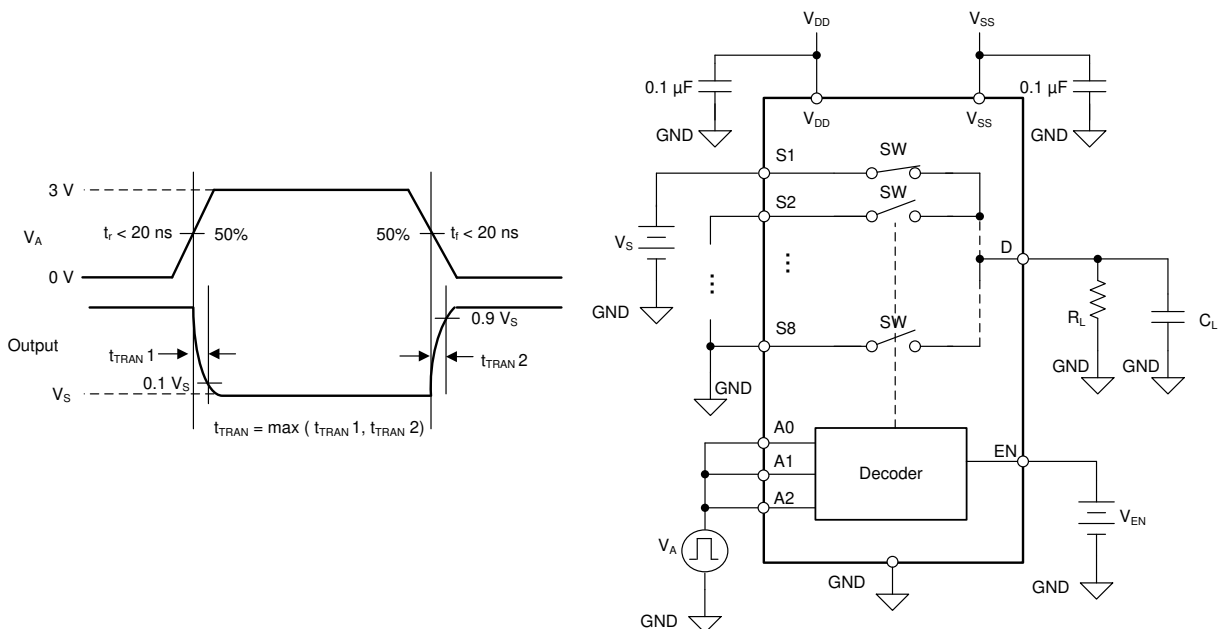 3 V
V_A
t_r < 20 ns
50%
50%
t_f < 20 ns
0 V
Output
t_TRAN 1
0.1 V_S
0.9 V_S
t_TRAN 2
V_S
t_TRAN = max ( t_TRAN 1, t_TRAN 2)
V_DD
V_SS
0.1 µF
0.1 µF
GND
V_DD
V_SS
GND
S1
SW
S2
SW
V_S
...
...
D
GND
S8
SW
R_L
C_L
GND
GND
GND
A0
A1
A2
Decoder
EN
V_EN
V_A
GND
GND
GND